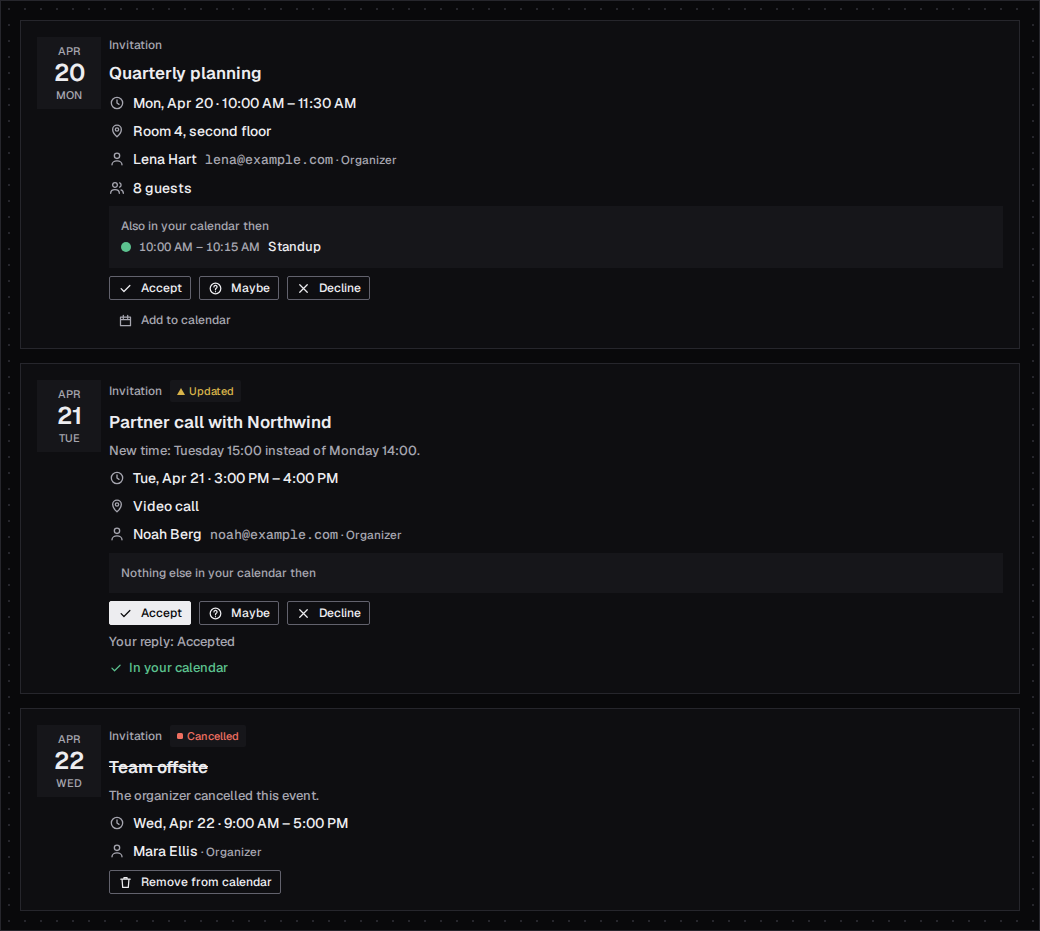 APR
20
MON
Invitation
Quarterly planning
Mon, Apr 20 · 10:00 AM – 11:30 AM
Room 4, second floor
Lena Hart lena@example.com · Organizer
8 guests
Also in your calendar then
10:00 AM – 10:15 AM Standup
Accept Maybe Decline
Add to calendar
APR
21
TUE
Invitation Updated
Partner call with Northwind
New time: Tuesday 15:00 instead of Monday 14:00.
Tue, Apr 21 · 3:00 PM – 4:00 PM
Video call
Noah Berg noah@example.com · Organizer
Nothing else in your calendar then
Accept Maybe Decline
Your reply: Accepted
In your calendar
APR
22
WED
Invitation Cancelled
Team offsite
The organizer cancelled this event.
Wed, Apr 22 · 9:00 AM – 5:00 PM
Mara Ellis · Organizer
Remove from calendar